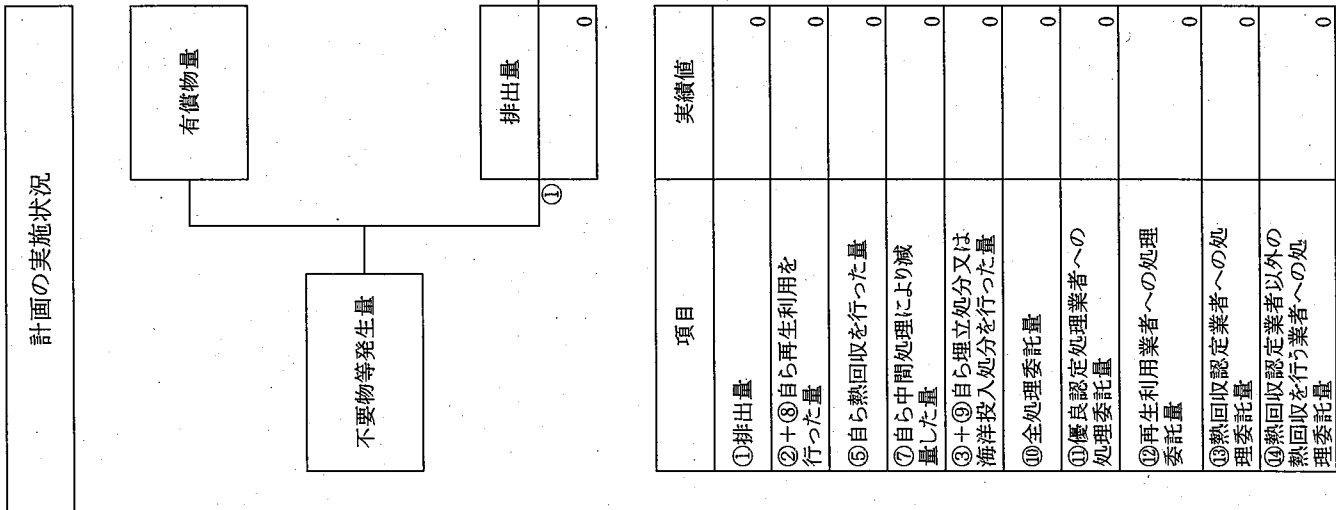 計画の実施状況
有償物量
不要物等発生量
排出量
①
0
項目
実績値
①排出量
0
②+⑧自ら再生利用を
行った量
0
⑤自ら熱回収を行った量
0
⑦自ら中間処理により減
量した量
0
③+⑨自ら埋立処分又は
海洋投入処分を行った量
0
⑩全処理委託量
0
⑪優良認定処理業者への
処理委託量
0
⑫再生利用業者への処理
委託量
0
⑬熱回収認定業者への処
理委託量
0
⑭熱回収認定業者以外の
熱回収を行う業者への処
理委託量
0